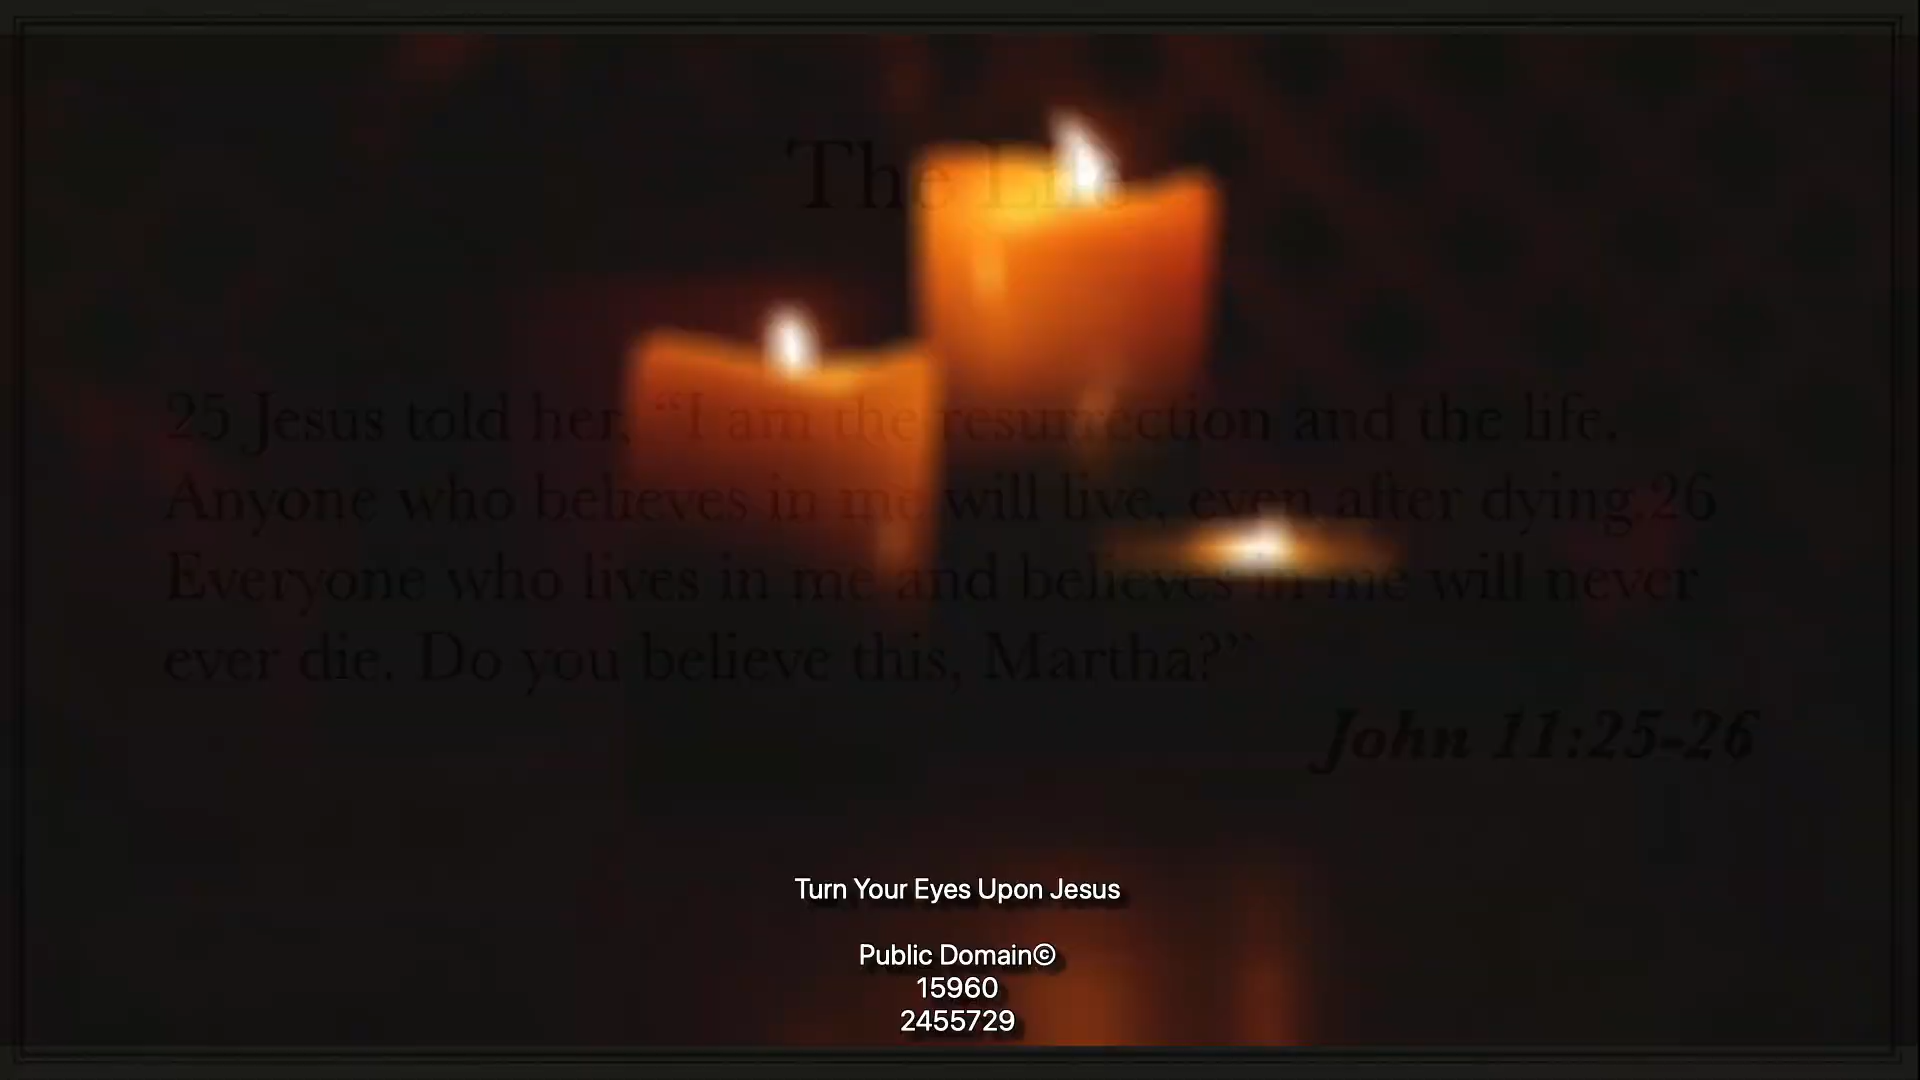 The Life
25 Jesus told her, “I am the resurrection and the life.
Anyone who believes in me will live, even after dying.26
Everyone who lives in me and believes in me will never
ever die. Do you believe this, Martha?”
John 11:25-26
Turn Your Eyes Upon Jesus
Public Domain©
15960
2455729